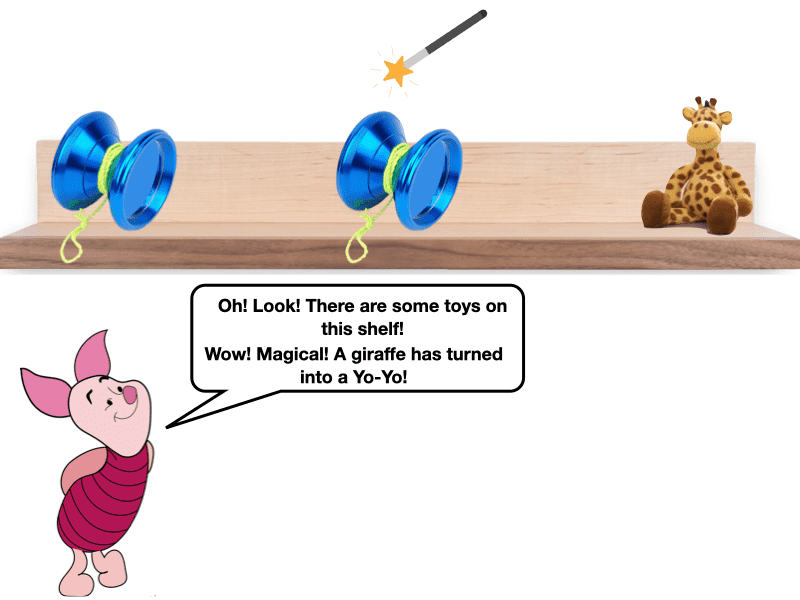 Oh! Look! There are some toys on
this shelf!
Wow! Magical! A giraffe has turned
into a Yo-Yo!